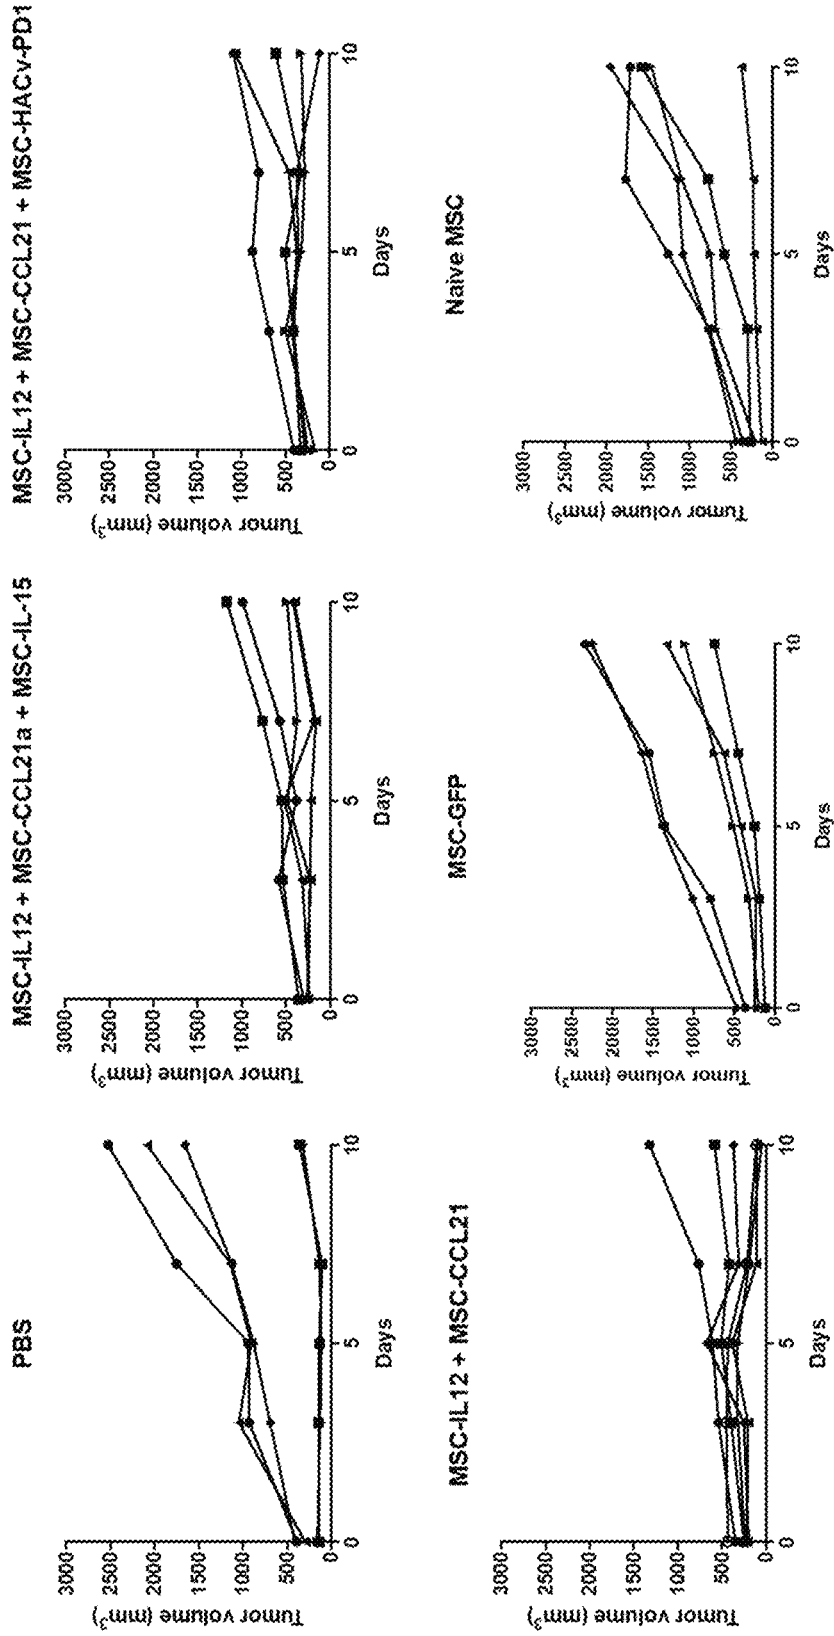 PBS
Tumor volume (mm³)
3000
2500
2000
1500
1000
500
0
0 5 10
Days
MSC-IL12 + MSC-CCL21a + MSC-IL-15
Tumor volume (mm³)
3000
2500
2000
1500
1000
500
0
0 5 10
Days
MSC-IL12 + MSC-CCL21 + MSC-HACv-PD1
Tumor volume (mm³)
3000
2500
2000
1500
1000
500
0
0 5 10
Days
MSC-IL12 + MSC-CCL21
Tumor volume (mm³)
3000
2500
2000
1500
1000
500
0
0 5 10
Days
MSC-GFP
Tumor volume (mm³)
3000
2500
2000
1500
1000
500
0
0 5 10
Days
Naive MSC
Tumor volume (mm³)
3000
2500
2000
1500
1000
500
0
0 5 10
Days